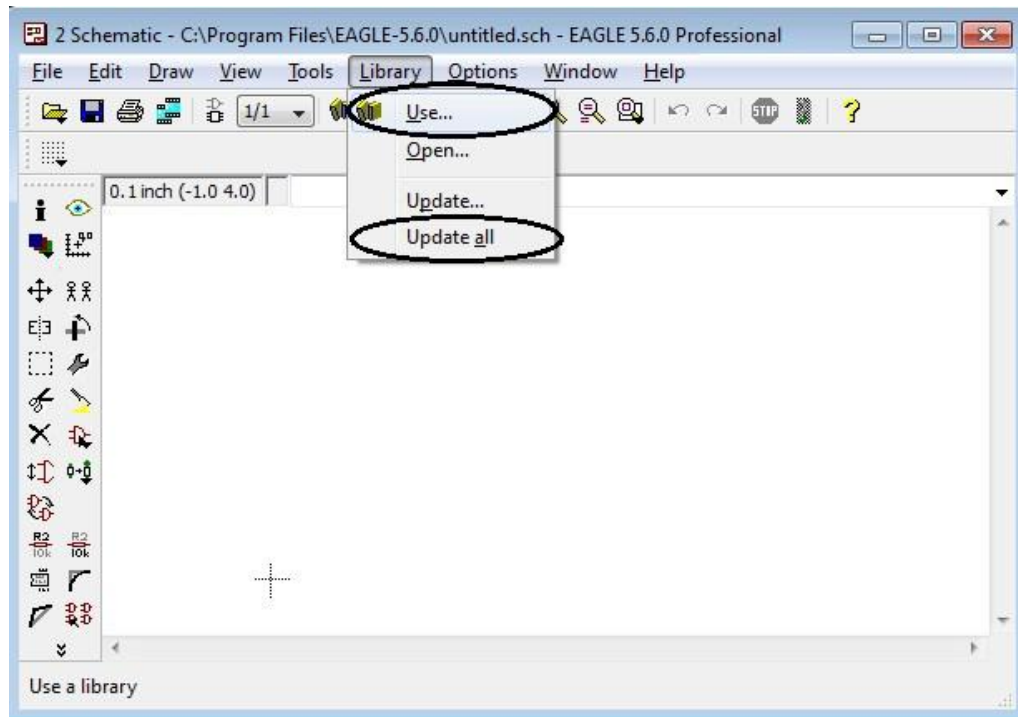 2 Schematic - C:\Program Files\EAGLE-5.6.0\untitled.sch - EAGLE 5.6.0 Professional
File Edit Draw View Tools Library Options Window Help
1/1
STOP
Use...
Open...
Update...
Update all
0.1 inch (-1.0 4.0)
R2 R2
10k 10k
Use a library